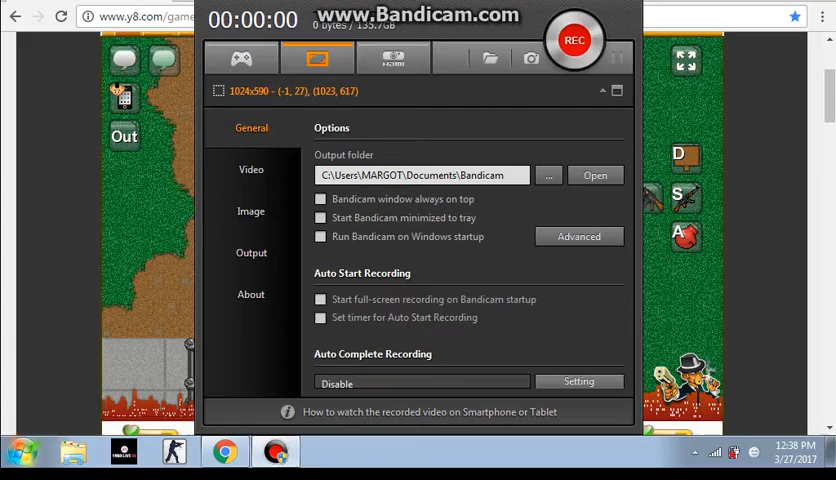 www.Bandicam.com
www.y8.com/game
00:00:00
0 bytes / 135.7GB
REC
HDMI
1024x590 - (-1, 27), (1023, 617)
Out
D
S
A
General
Video
Image
Output
About
Options
Output folder
C:\Users\MARGOT\Documents\Bandicam
...
Open
Bandicam window always on top
Start Bandicam minimized to tray
Run Bandicam on Windows startup
Advanced
Auto Start Recording
Start full-screen recording on Bandicam startup
Set timer for Auto Start Recording
Auto Complete Recording
Disable
Setting
How to watch the recorded video on Smartphone or Tablet
12:38 PM
3/27/2017